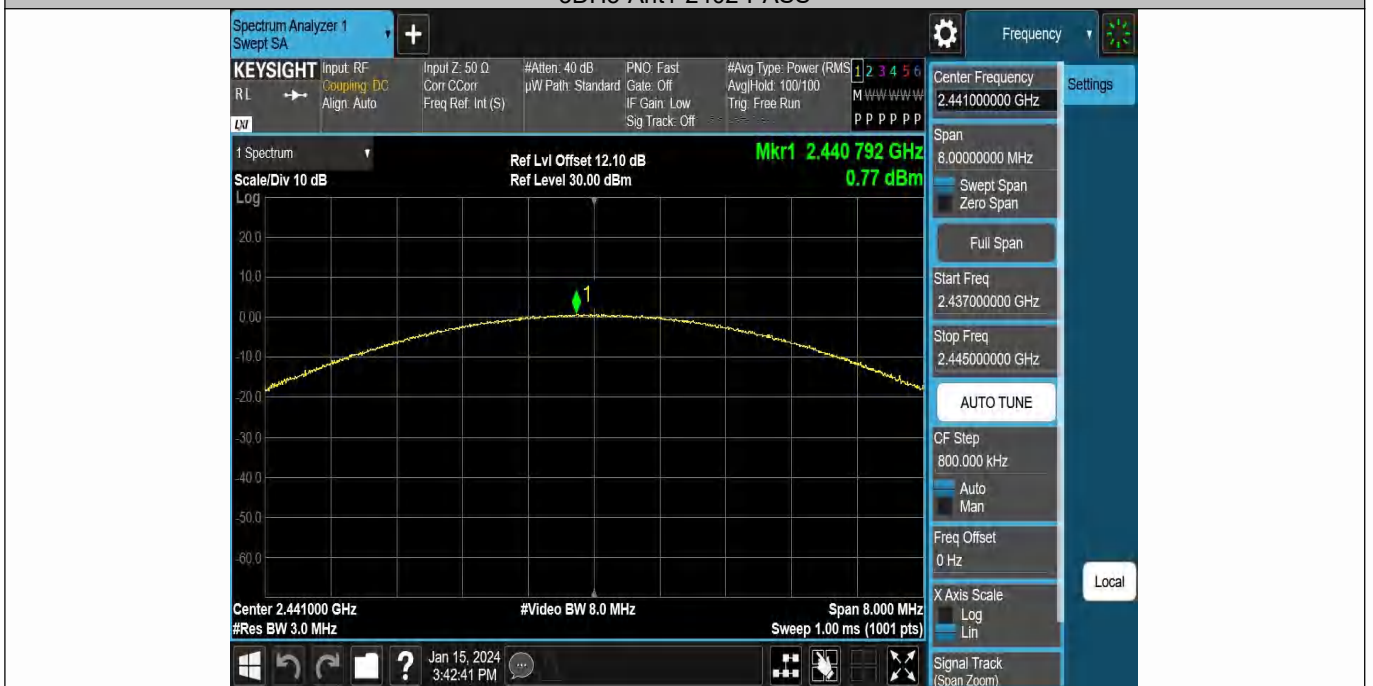 Spectrum Analyzer 1
Swept SA
Frequency
KEYSIGHT
RL
LXI
Input: RF
Coupling: DC
Align: Auto
Input Z: 50 Ω
Corr CCorr
Freq Ref: Int (S)
#Atten: 40 dB
µW Path: Standard
PNO: Fast
Gate: Off
IF Gain: Low
Sig Track: Off
#Avg Type: Power (RMS
Avg|Hold: 100/100
Trig: Free Run
1 2 3 4 5 6
M W W W W W
P P P P P P
1 Spectrum
Scale/Div 10 dB
Log
Ref Lvl Offset 12.10 dB
Ref Level 30.00 dBm
Mkr1 2.440 792 GHz
0.77 dBm
20.0
10.0
0.00
-10.0
-20.0
-30.0
-40.0
-50.0
-60.0
1
Center 2.441000 GHz
#Res BW 3.0 MHz
#Video BW 8.0 MHz
Span 8.000 MHz
Sweep 1.00 ms (1001 pts)
Jan 15, 2024
3:42:41 PM
Center Frequency
2.441000000 GHz
Settings
Span
8.00000000 MHz
Swept Span
Zero Span
Full Span
Start Freq
2.437000000 GHz
Stop Freq
2.445000000 GHz
AUTO TUNE
CF Step
800.000 kHz
Auto
Man
Freq Offset
0 Hz
X Axis Scale
Log
Lin
Local
Signal Track
(Span Zoom)